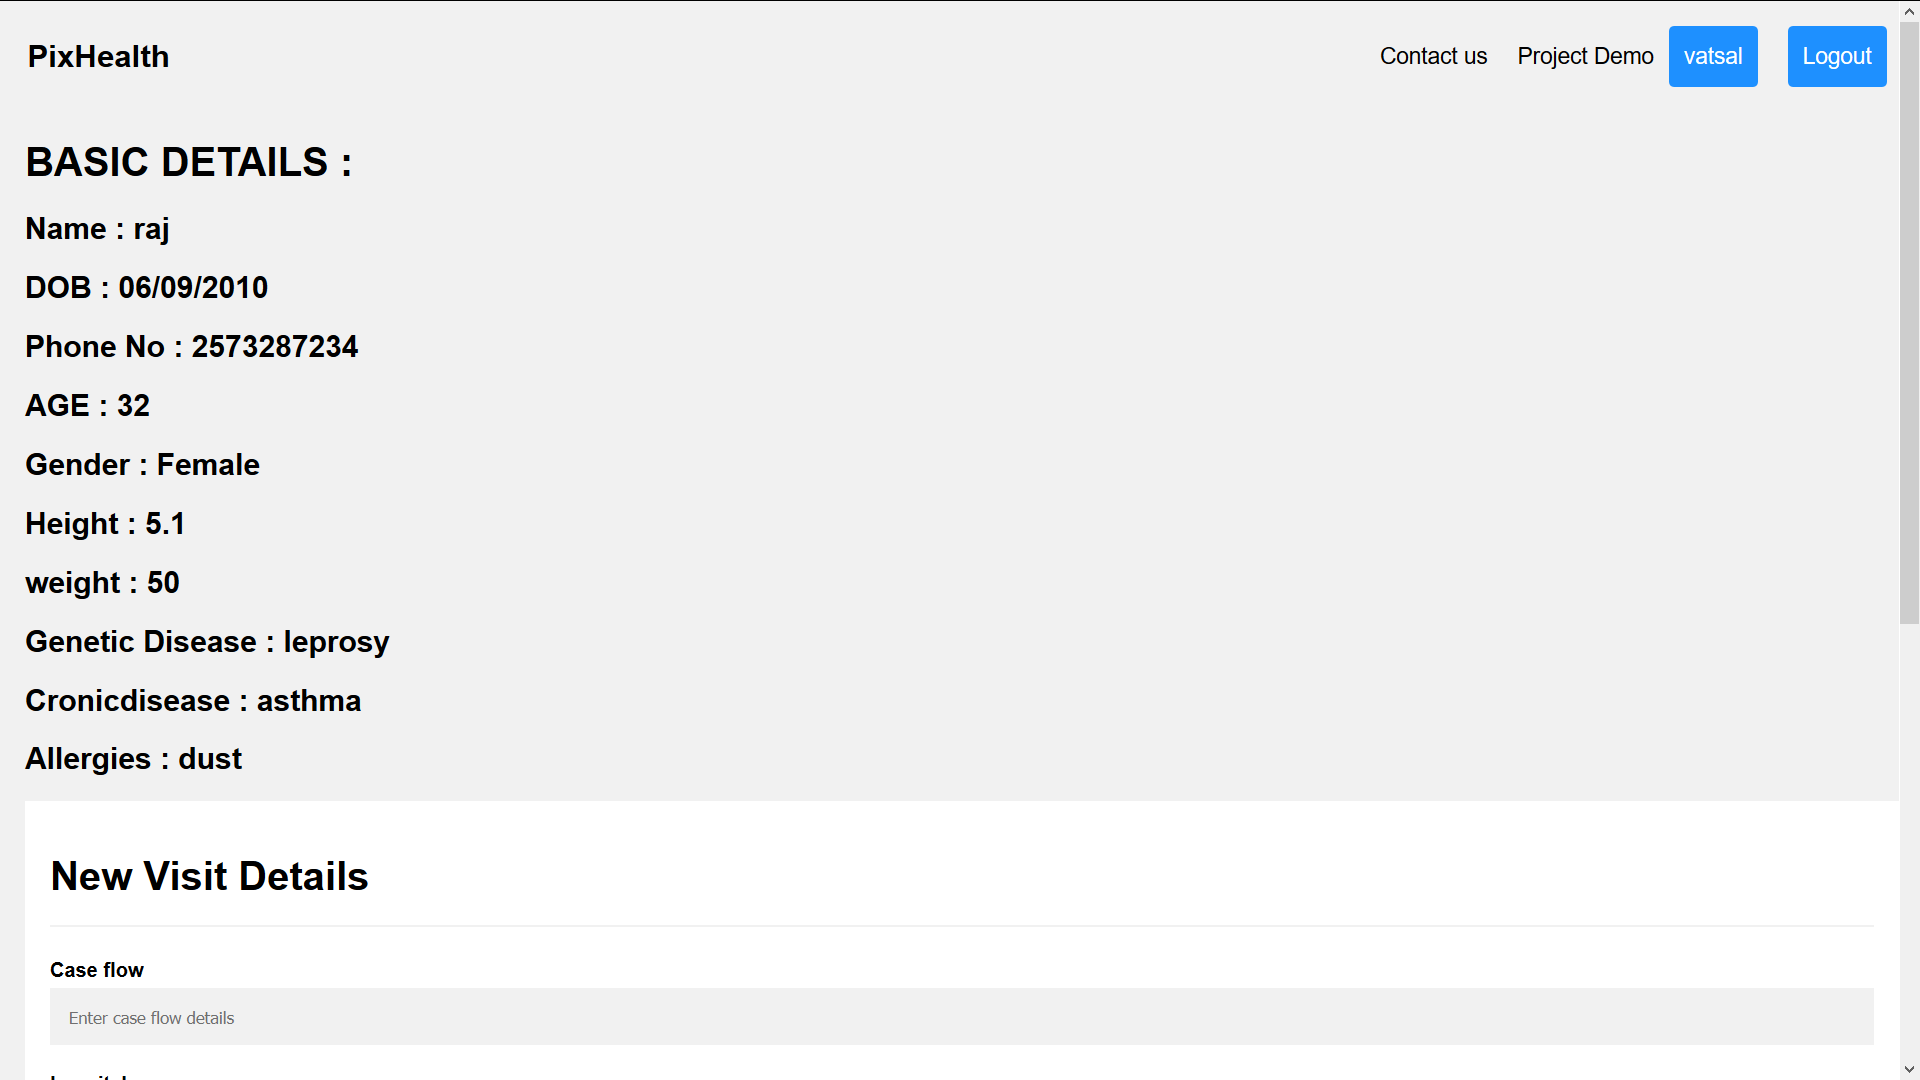 PixHealth
Contact us
Project Demo
vatsal
Logout
BASIC DETAILS :
Name : raj
DOB : 06/09/2010
Phone No : 2573287234
AGE : 32
Gender : Female
Height : 5.1
weight : 50
Genetic Disease : leprosy
Cronicdisease : asthma
Allergies : dust
New Visit Details
Case flow
Enter case flow details